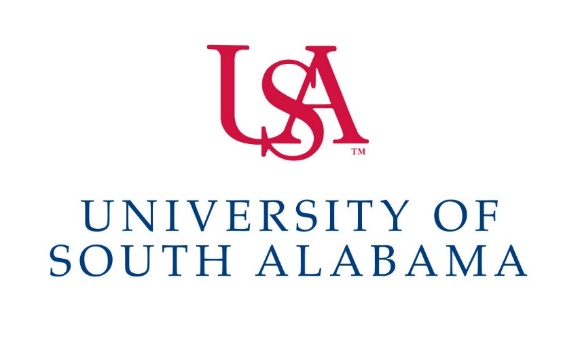 USA
™
UNIVERSITY OF
SOUTH ALABAMA